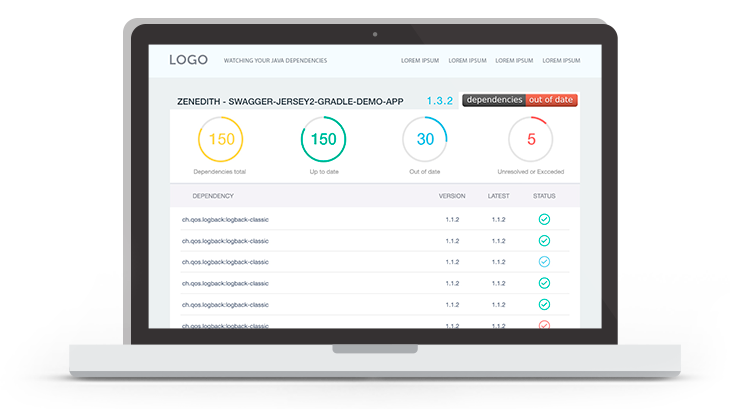 LOGO WATCHING YOUR JAVA DEPENDENCIES LOREM IPSUM LOREM IPSUM LOREM IPSUM LOREM IPSUM
ZENEDITH - SWAGGER-JERSEY2-GRADLE-DEMO-APP 1.3.2 dependencies out of date
150 150 30 5
Dependencies total Up to date Out of date Unresolved or Excceded
DEPENDENCY VERSION LATEST STATUS
ch.qos.logback:logback-classic 1.1.2 1.1.2
ch.qos.logback:logback-classic 1.1.2 1.1.2
ch.qos.logback:logback-classic 1.1.2 1.1.2
ch.qos.logback:logback-classic 1.1.2 1.1.2
ch.qos.logback:logback-classic 1.1.2 1.1.2
ch.qos.logback:logback-classic 1.1.2 1.1.2